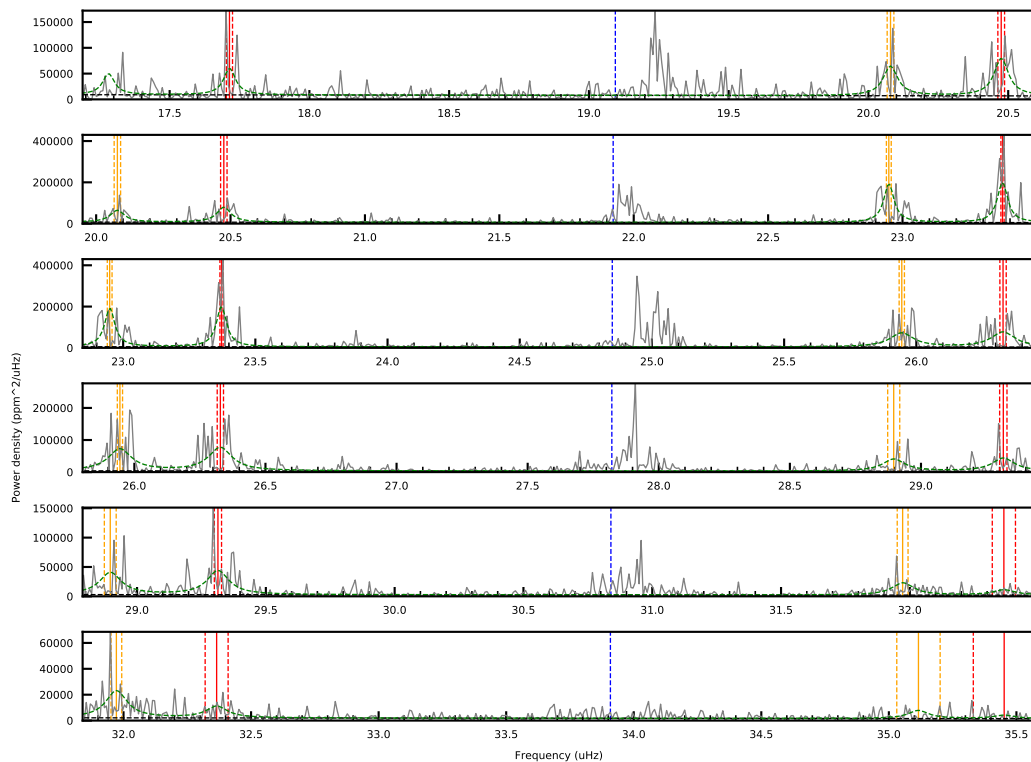 150000
100000
50000
0
17.5 18.0 18.5 19.0 19.5 20.0 20.5
400000
200000
0
20.0 20.5 21.0 21.5 22.0 22.5 23.0
400000
200000
0
23.0 23.5 24.0 24.5 25.0 25.5 26.0
Power density (ppm^2/uHz)
200000
100000
0
26.0 26.5 27.0 27.5 28.0 28.5 29.0
150000
100000
50000
0
29.0 29.5 30.0 30.5 31.0 31.5 32.0
60000
40000
20000
0
32.0 32.5 33.0 33.5 34.0 34.5 35.0 35.5
Frequency (uHz)